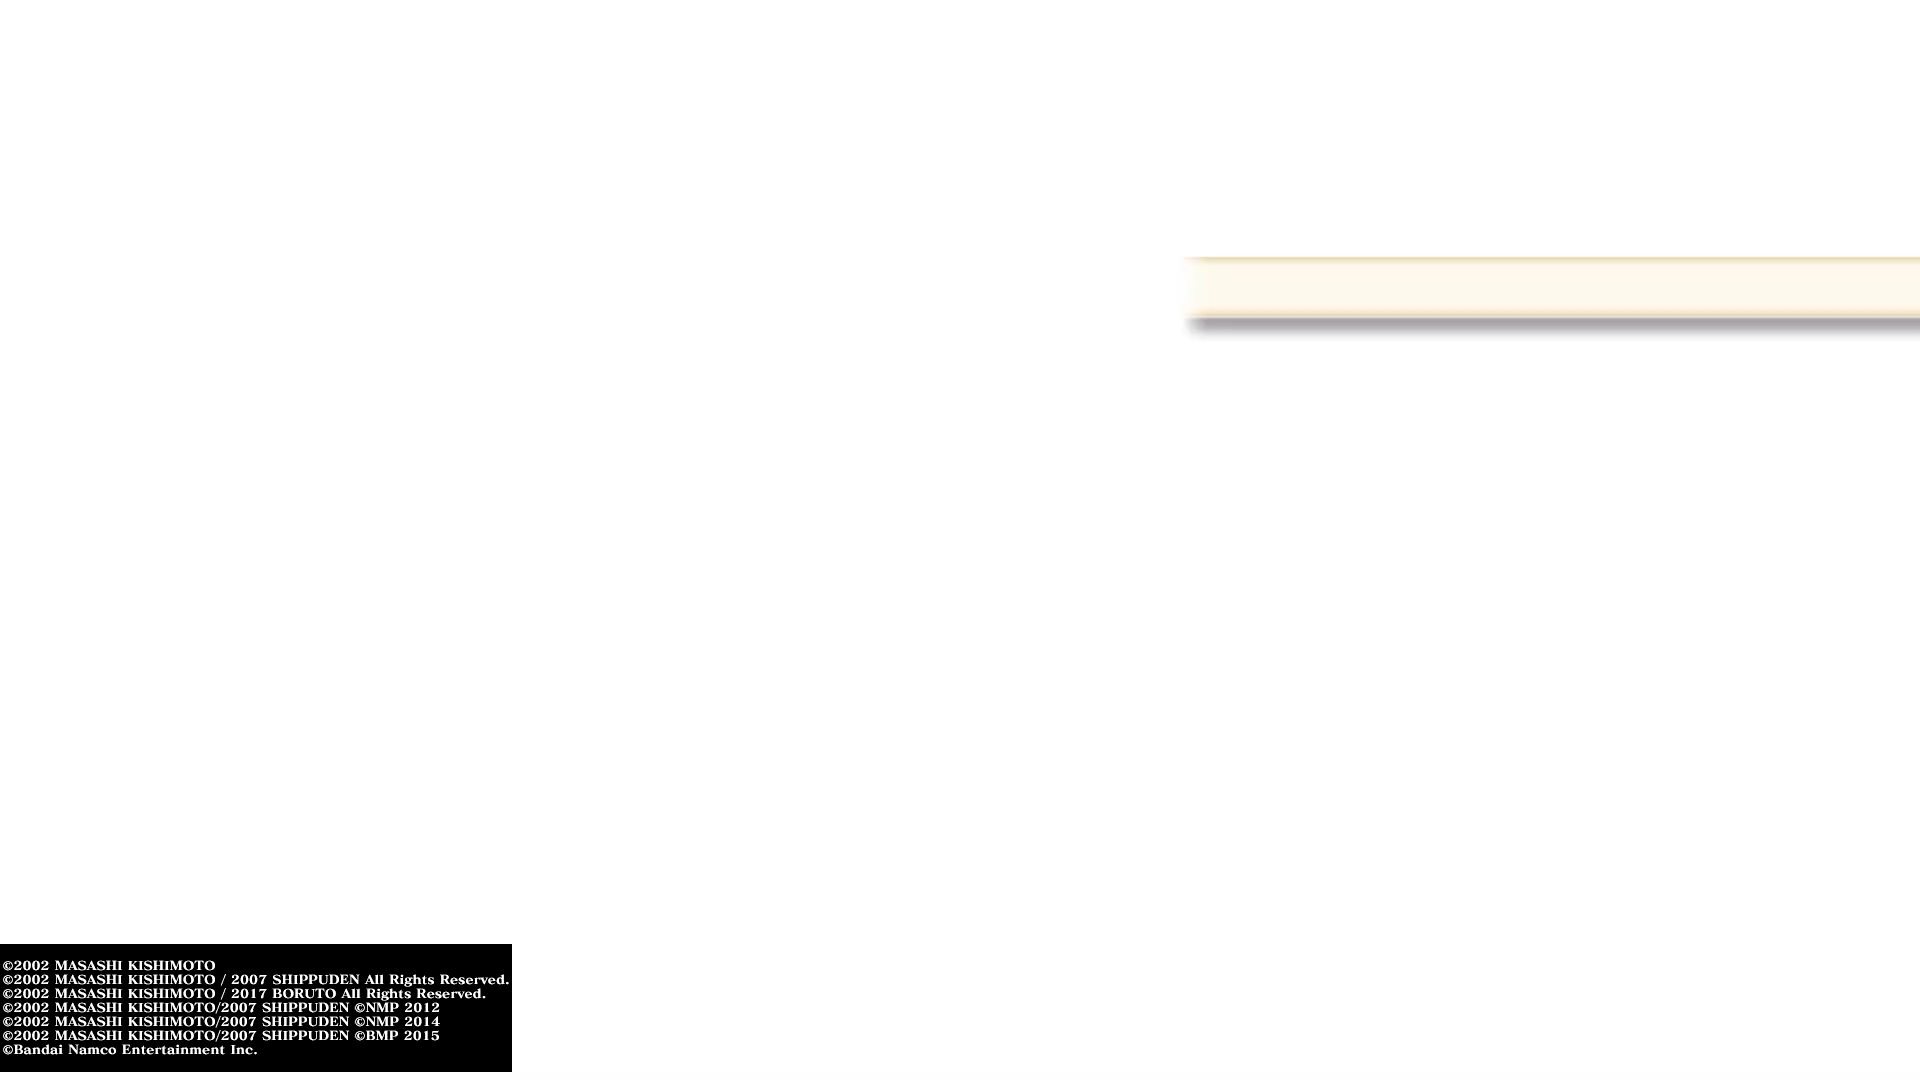 ©2002 MASASHI KISHIMOTO
©2002 MASASHI KISHIMOTO / 2007 SHIPPUDEN All Rights Reserved.
©2002 MASASHI KISHIMOTO / 2017 BORUTO All Rights Reserved.
©2002 MASASHI KISHIMOTO/2007 SHIPPUDEN ©NMP 2012
©2002 MASASHI KISHIMOTO/2007 SHIPPUDEN ©NMP 2014
©2002 MASASHI KISHIMOTO/2007 SHIPPUDEN ©BMP 2015
©Bandai Namco Entertainment Inc.